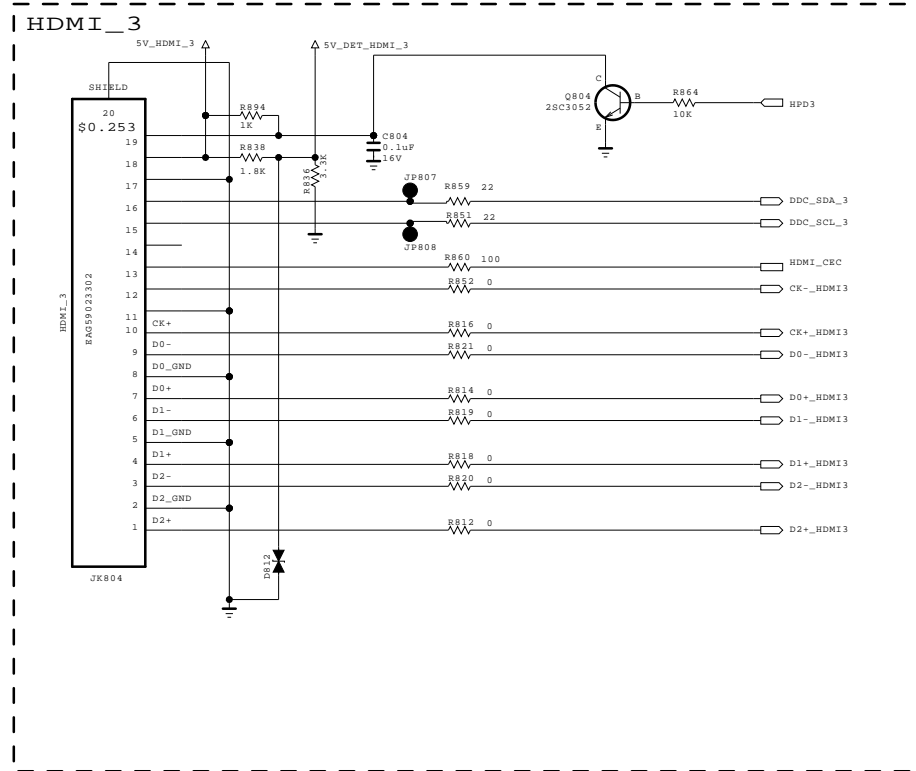 HDMI_3
5V_HDMI_3
5V_DET_HDMI_3
SHIELD
20
$0.253
19
18
17
16
15
14
13
12
11
10
9
8
7
6
5
4
3
2
1
HDMI_3
EAG59023302
JK804
CK+
D0-
D0_GND
D0+
D1-
D1_GND
D1+
D2-
D2_GND
D2+
R894
1K
R838
1.8K
R836
3.3K
C804
0.1uF
16V
D812
JP807
JP808
C
Q804
2SC3052
B
E
R864
10K
HPD3
R859 22
DDC_SDA_3
R851 22
DDC_SCL_3
R860 100
HDMI_CEC
R852 0
CK-_HDMI3
R816 0
CK+_HDMI3
R821 0
D0-_HDMI3
R814 0
D0+_HDMI3
R819 0
D1-_HDMI3
R818 0
D1+_HDMI3
R820 0
D2-_HDMI3
R812 0
D2+_HDMI3